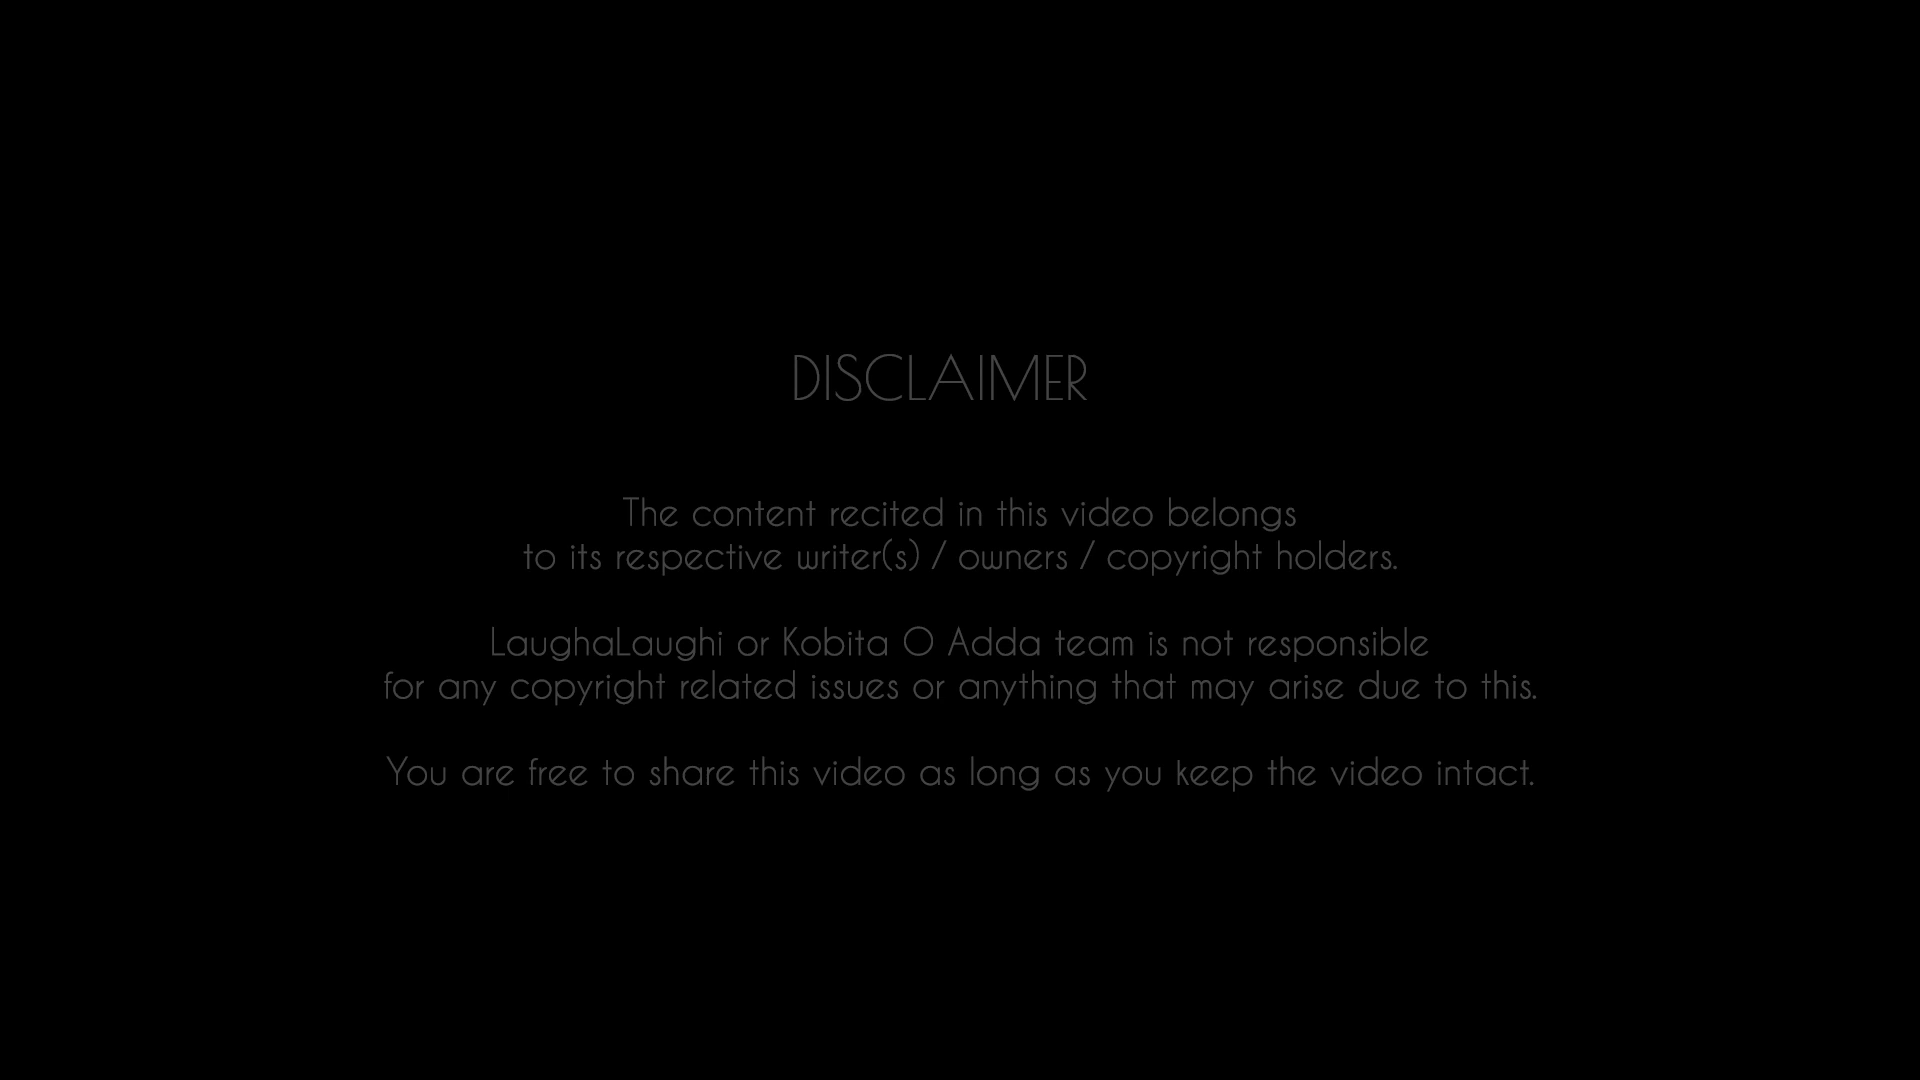 DISCLAIMER
The content recited in this video belongs
to its respective writer(s) / owners / copyright holders.
LaughaLaughi or Kobita O Adda team is not responsible
for any copyright related issues or anything that may arise due to this.
You are free to share this video as long as you keep the video intact.